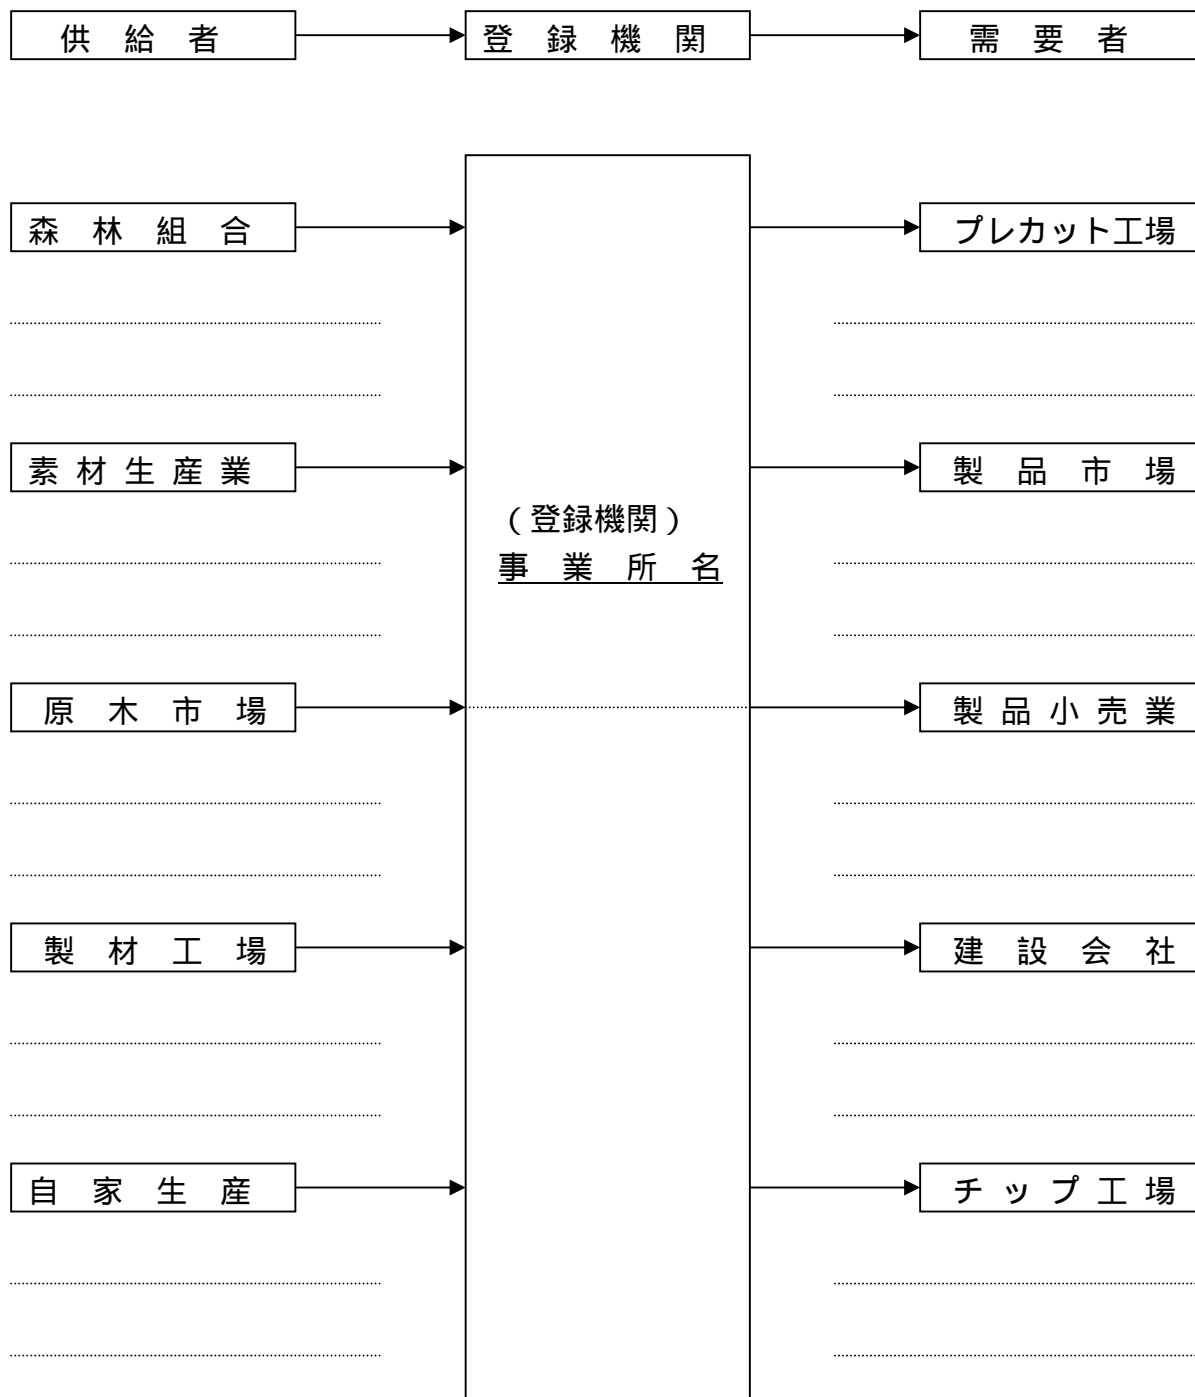 供給者
登録機関
需要者
森林組合
プレカット工場
素材生産業
製品市場
(登録機関)
事業所名
原木市場
製品小売業
製材工場
建設会社
自家生産
チップ工場